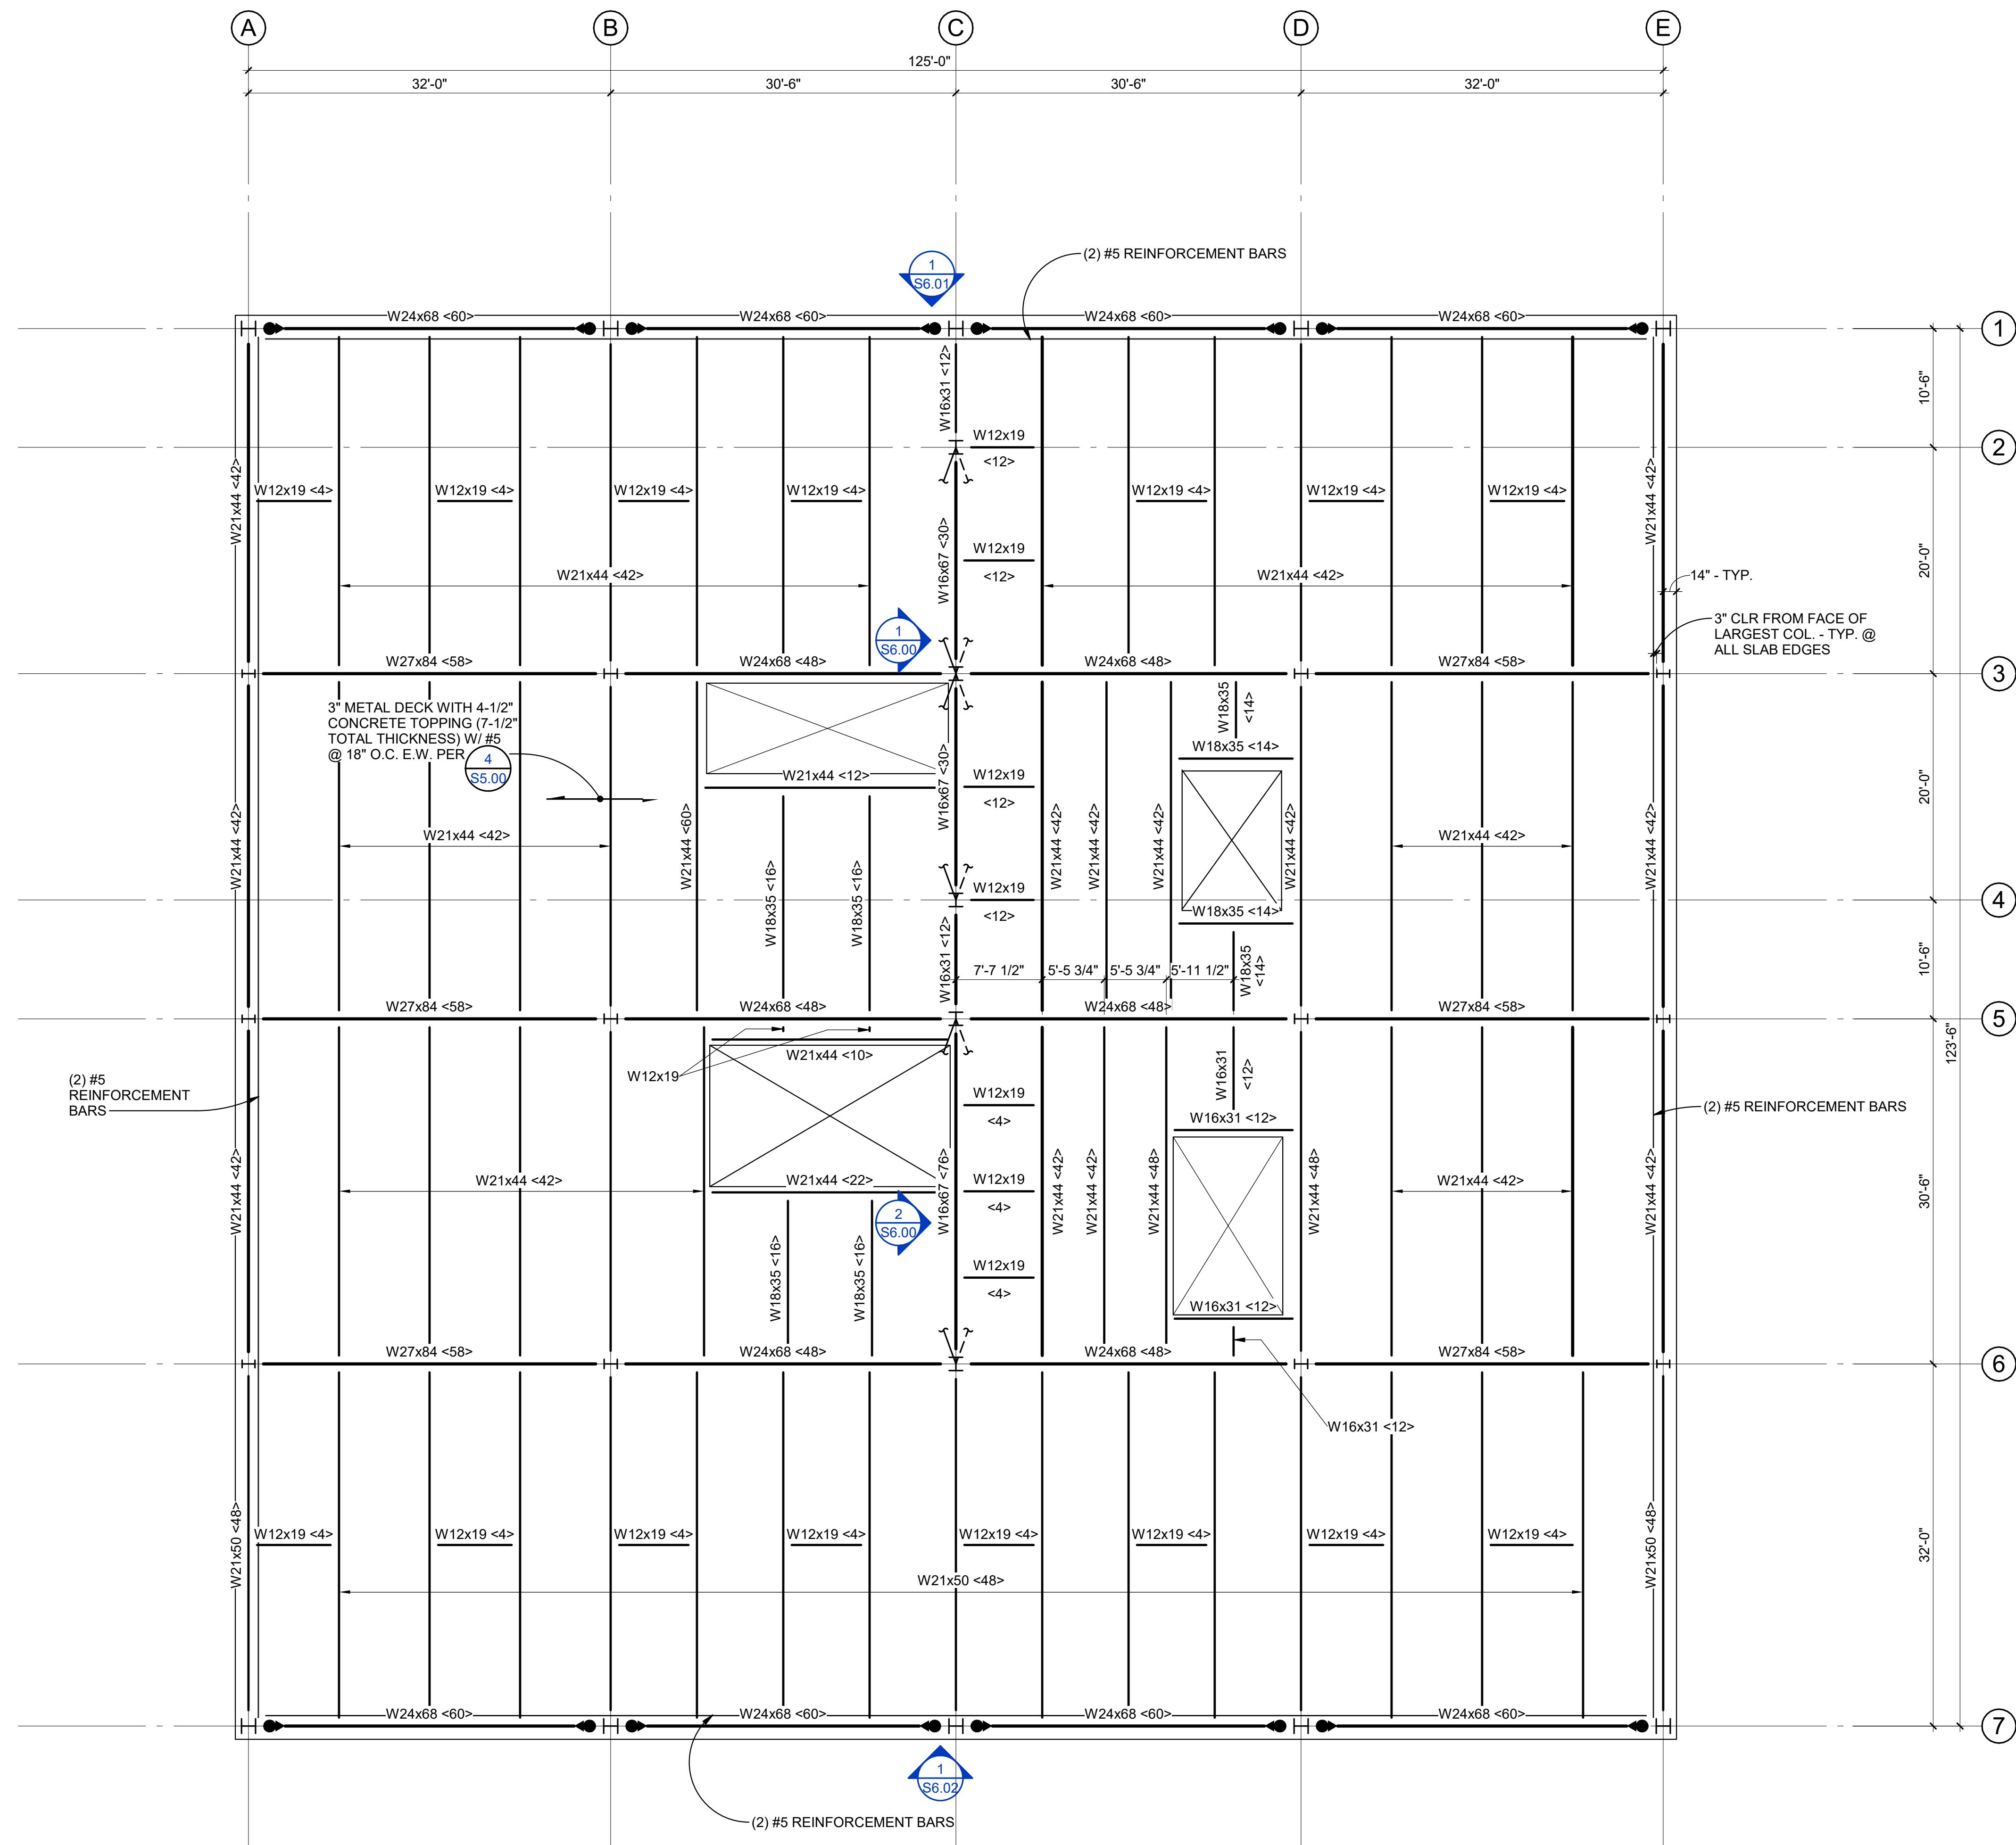 A
B
C
D
E
125'-0"
32'-0"
30'-6"
30'-6"
32'-0"
(2) #5 REINFORCEMENT BARS
1
S6.01
W24x68 <60>
W24x68 <60>
W24x68 <60>
W24x68 <60>
1
W16x31 <12>
10'-6"
W12x19
<12>
2
W21x44 <42>
W12x19 <4>
W12x19 <4>
W12x19 <4>
W12x19 <4>
W12x19 <4>
W12x19 <4>
W12x19 <4>
W21x44 <42>
W16x67 <30>
W12x19
<12>
20'-0"
W21x44 <42>
W21x44 <42>
14" - TYP.
3" CLR FROM FACE OF
LARGEST COL. - TYP. @
ALL SLAB EDGES
1
S6.00
W27x84 <58>
W24x68 <48>
W24x68 <48>
W27x84 <58>
3
3" METAL DECK WITH 4-1/2"
CONCRETE TOPPING (7-1/2"
TOTAL THICKNESS) W/ #5
@ 18" O.C. E.W. PER
4
S5.00
W18x35
<14>
W18x35 <14>
W21x44 <12>
W16x67 <30>
W12x19
<12>
20'-0"
W21x44 <42>
W21x44 <42>
W21x44 <60>
W21x44 <42>
W21x44 <42>
W21x44 <42>
W21x44 <42>
W21x44 <42>
W21x44 <42>
W18x35 <16>
W18x35 <16>
W12x19
<12>
W18x35 <14>
4
W16x31 <12>
7'-7 1/2"
5'-5 3/4"
5'-5 3/4"
5'-11 1/2"
W18x35
<14>
10'-6"
W27x84 <58>
W24x68 <48>
W24x68 <48>
W27x84 <58>
5
123'-6"
W21x44 <10>
W12x19
W16x31
<12>
(2) #5
REINFORCEMENT
BARS
W12x19
<4>
W16x31 <12>
(2) #5 REINFORCEMENT BARS
W21x44 <42>
W21x44 <42>
W21x44 <22>
W16x67 <76>
W12x19
<4>
W21x44 <42>
W21x44 <42>
W21x44 <48>
W21x44 <48>
W21x44 <42>
W21x44 <42>
30'-6"
2
S6.00
W18x35 <16>
W18x35 <16>
W12x19
<4>
W16x31 <12>
W27x84 <58>
W24x68 <48>
W24x68 <48>
W27x84 <58>
6
W16x31 <12>
W21x50 <48>
W12x19 <4>
W12x19 <4>
W12x19 <4>
W12x19 <4>
W12x19 <4>
W12x19 <4>
W12x19 <4>
W12x19 <4>
W21x50 <48>
32'-0"
W21x50 <48>
W24x68 <60>
W24x68 <60>
W24x68 <60>
W24x68 <60>
7
1
S6.02
(2) #5 REINFORCEMENT BARS